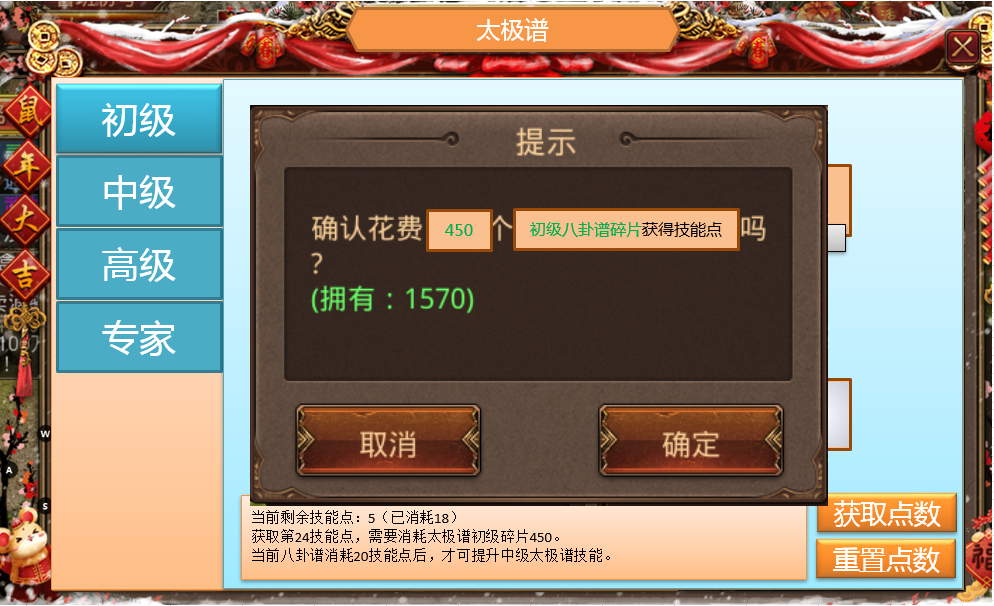 太极谱
鼠
年
大
吉
初级
中级
高级
专家
提示
确认花费 450 个 初级八卦谱碎片获得技能点 吗
?
(拥有：1570)
取消
确定
W
A
S
当前剩余技能点：5（已消耗18）
获取第24技能点，需要消耗太极谱初级碎片450。
当前八卦谱消耗20技能点后，才可提升中级太极谱技能。
获取点数
重置点数